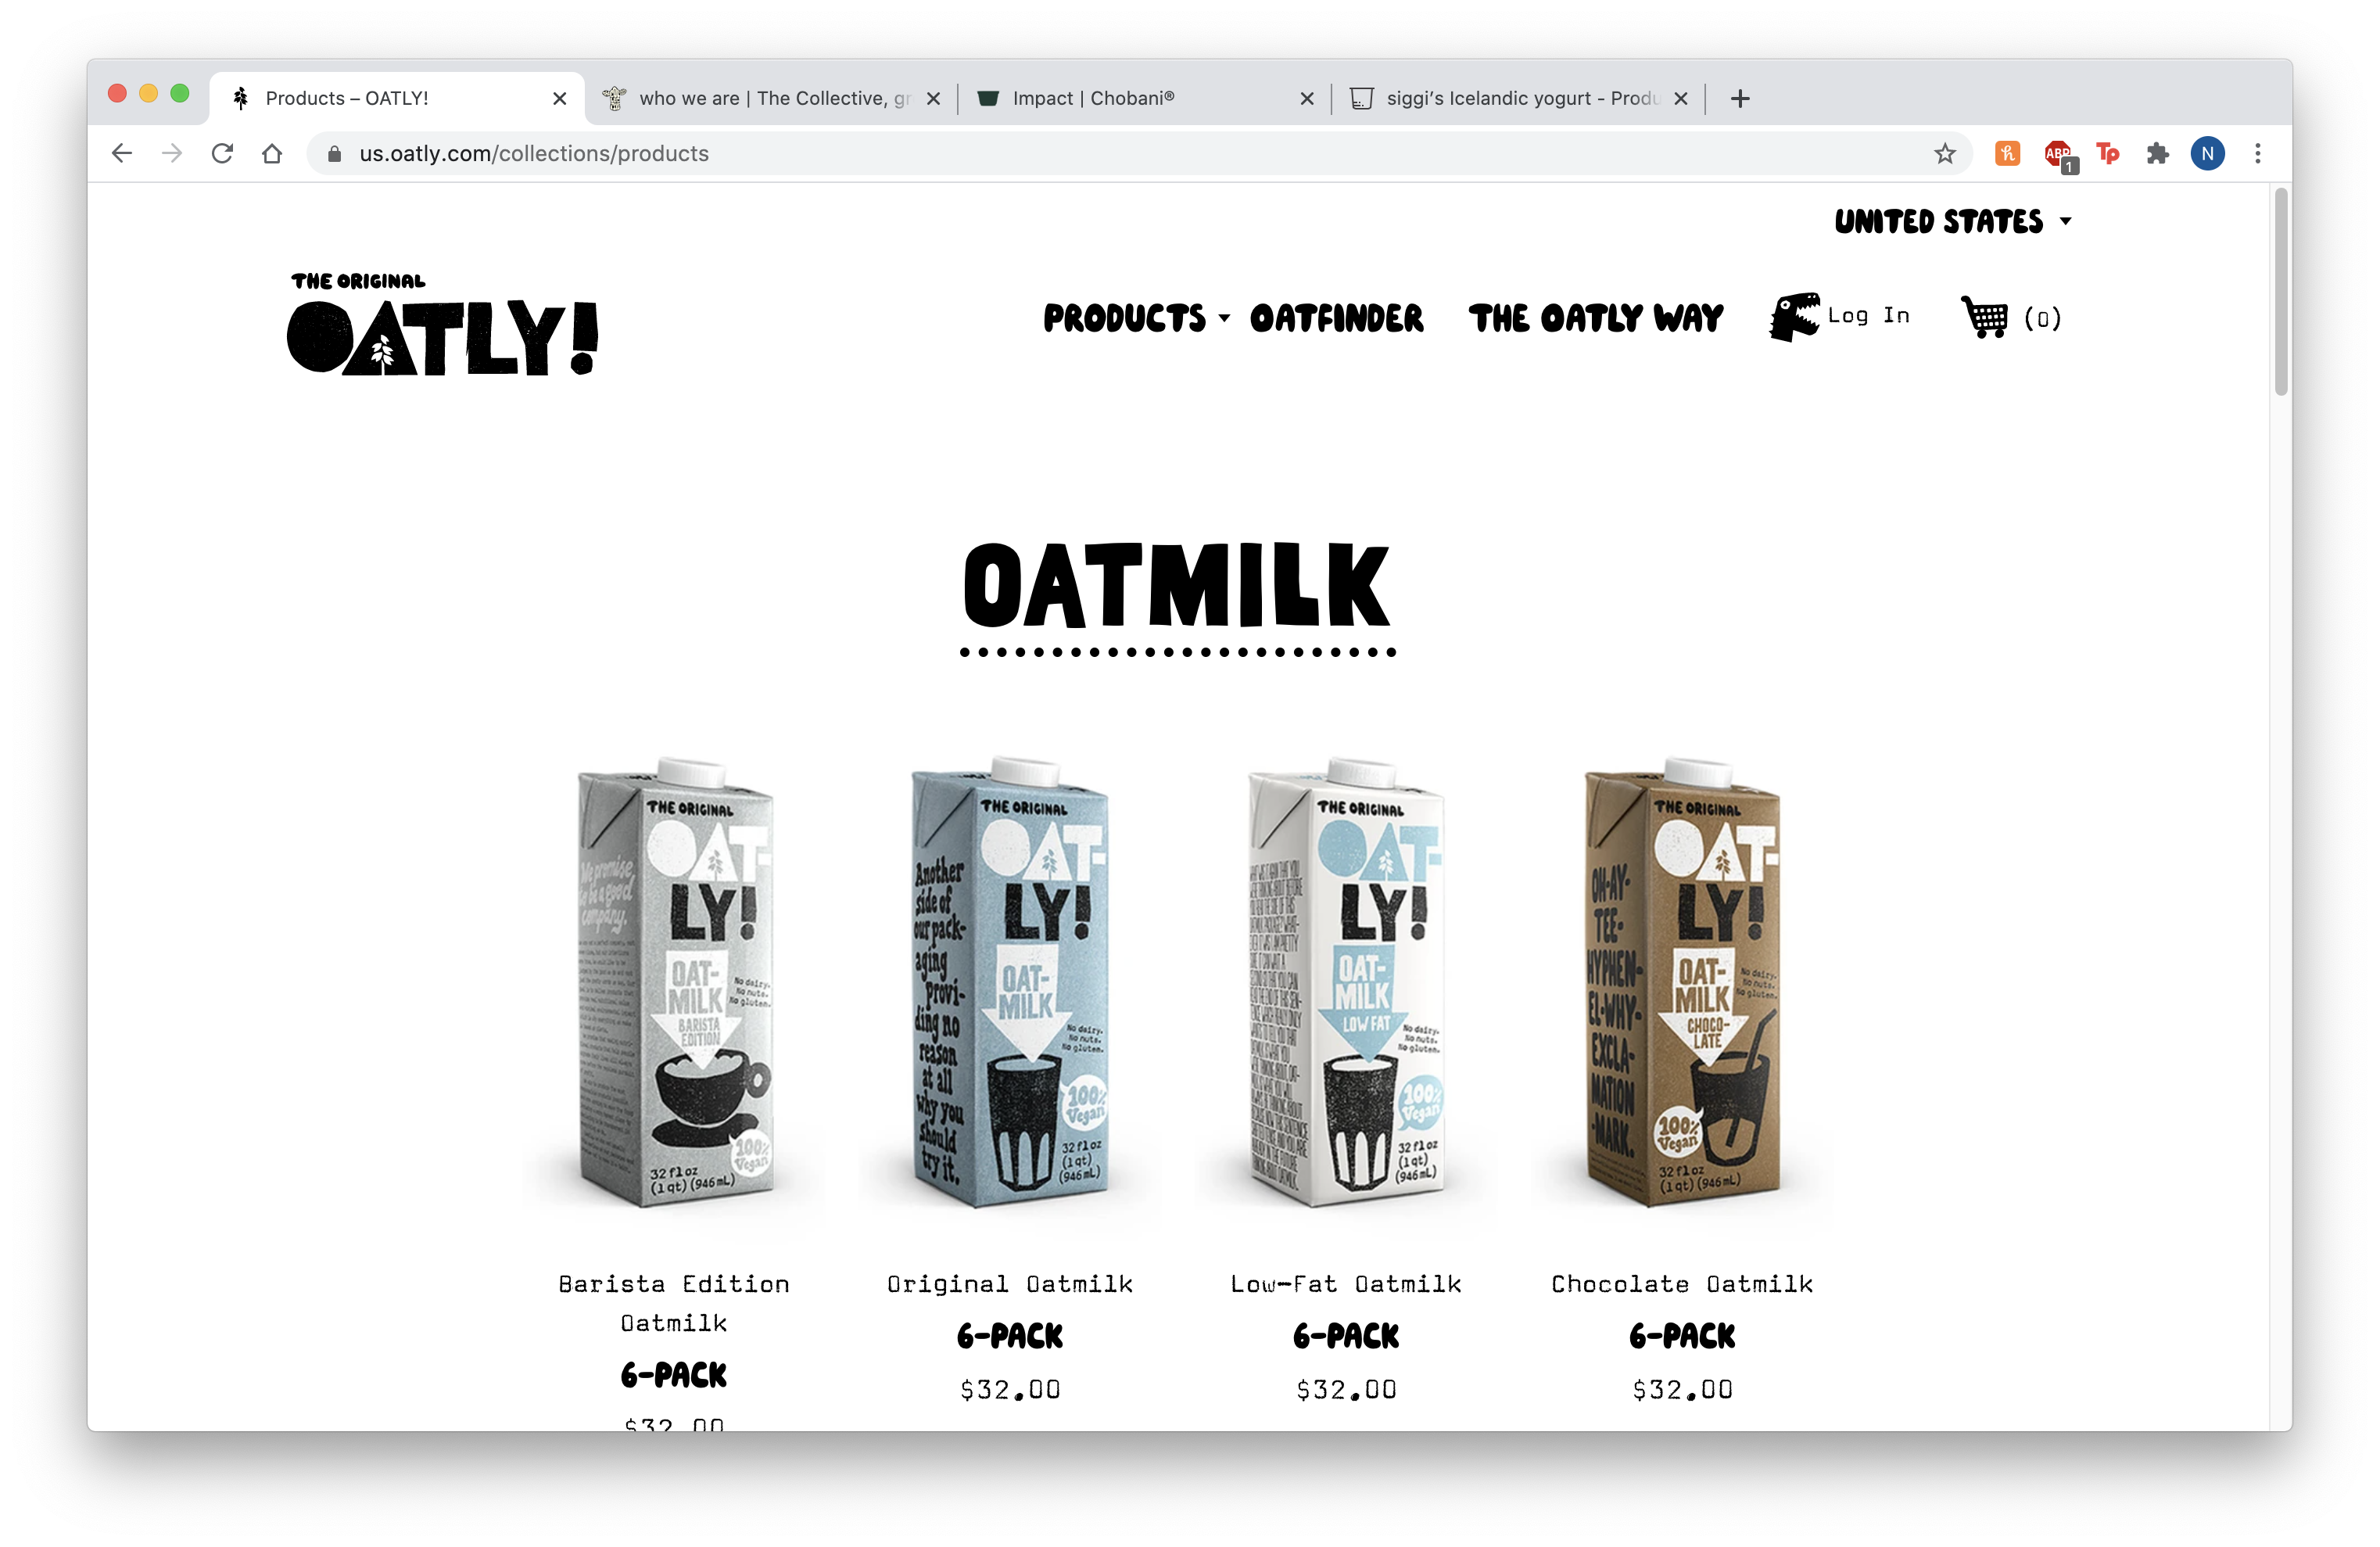 Products – OATLY!
who we are | The Collective, gr
Impact | Chobani®
siggi's Icelandic yogurt - Produ
us.oatly.com/collections/products
ABP
1
Tp
N
UNITED STATES
THE ORIGINAL
OATLY!
PRODUCTS
OATFINDER
THE OATLY WAY
Log In
(0)
OATMILK
THE ORIGINAL
OAT-
LY!
We promise
to be a good
company.
OAT-
MILK
BARISTA
EDITION
No dairy.
No nuts.
No gluten.
100%
Vegan
32 fl oz
(1 qt) (946 mL)
THE ORIGINAL
OAT-
LY!
Another
side of
our pack-
aging
provi-
ding no
reason
at all
why you
should
try it.
OAT-
MILK
No dairy.
No nuts.
No gluten.
100%
Vegan
32 fl oz
(1 qt)
(946 mL)
THE ORIGINAL
OAT-
LY!
OAT-
MILK
LOW FAT
No dairy.
No nuts.
No gluten.
100%
Vegan
32 fl oz
(1 qt)
(946 mL)
THE ORIGINAL
OAT-
LY!
OH-AY-
TEE-
HYPHEN-
EL-WHY-
EXCLA-
MATION
-MARK.
OAT-
MILK
CHOCO-
LATE
No dairy.
No nuts.
No gluten.
100%
Vegan
32 fl oz
(1 qt) (946 mL)
Barista Edition
Oatmilk
6-PACK
$32.00
Original Oatmilk
6-PACK
$32.00
Low-Fat Oatmilk
6-PACK
$32.00
Chocolate Oatmilk
6-PACK
$32.00